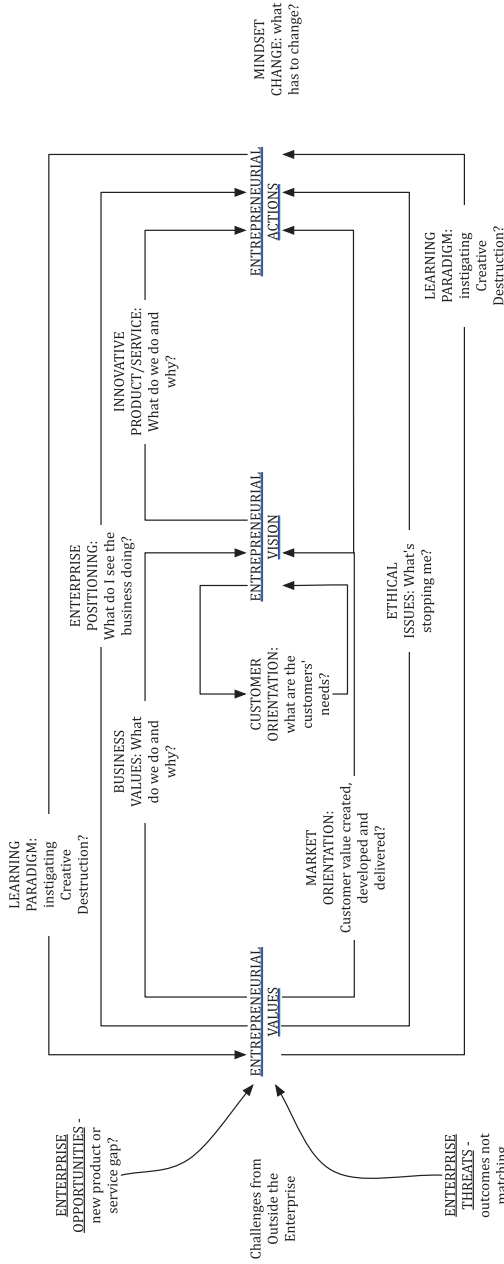 ENTERPRISE
OPPORTUNITIES -
new product or
service gap?
Challenges from
Outside the
Enterprise
ENTERPRISE
THREATS -
outcomes not
matching
LEARNING
PARADIGM:
instigating
Creative
Destruction?
ENTREPRENEURIAL
VALUES
BUSINESS
VALUES: What
do we do and
why?
MARKET
ORIENTATION:
Customer value created,
developed and
delivered?
ENTERPRISE
POSITIONING:
What do I see the
business doing?
CUSTOMER
ORIENTATION:
what are the
customers'
needs?
ENTREPRENEURIAL
VISION
ETHICAL
ISSUES: What's
stopping me?
INNOVATIVE
PRODUCT/SERVICE:
What do we do and
why?
ENTREPRENEURIAL
ACTIONS
LEARNING
PARADIGM:
instigating
Creative
Destruction?
MINDSET
CHANGE: what
has to change?